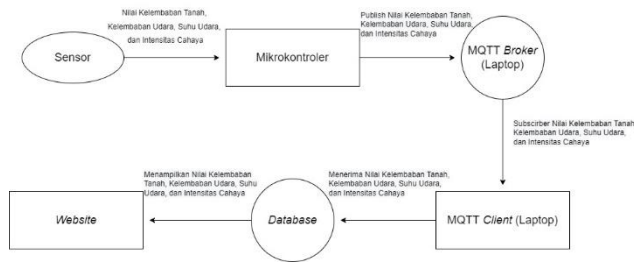 Nilai Kelembaban Tanah,
Kelembaban Udara, Suhu Udara,
dan Intensitas Cahaya
Publish Nilai Kelembaban Tanah,
Kelembaban Udara, Suhu Udara,
dan Intensitas Cahaya
Sensor
Mikrokontroler
MQTT Broker
(Laptop)
Subscirber Nilai Kelembaban Tanah,
Kelembaban Udara, Suhu Udara,
dan Intensitas Cahaya
Menampilkan Nilai Kelembaban
Tanah, Kelembaban Udara, Suhu
Udara, dan Intensitas Cahaya
Menerima Nilai Kelembaban Tanah,
Kelembaban Udara, Suhu Udara,
dan Intensitas Cahaya
Website
Database
MQTT Client (Laptop)